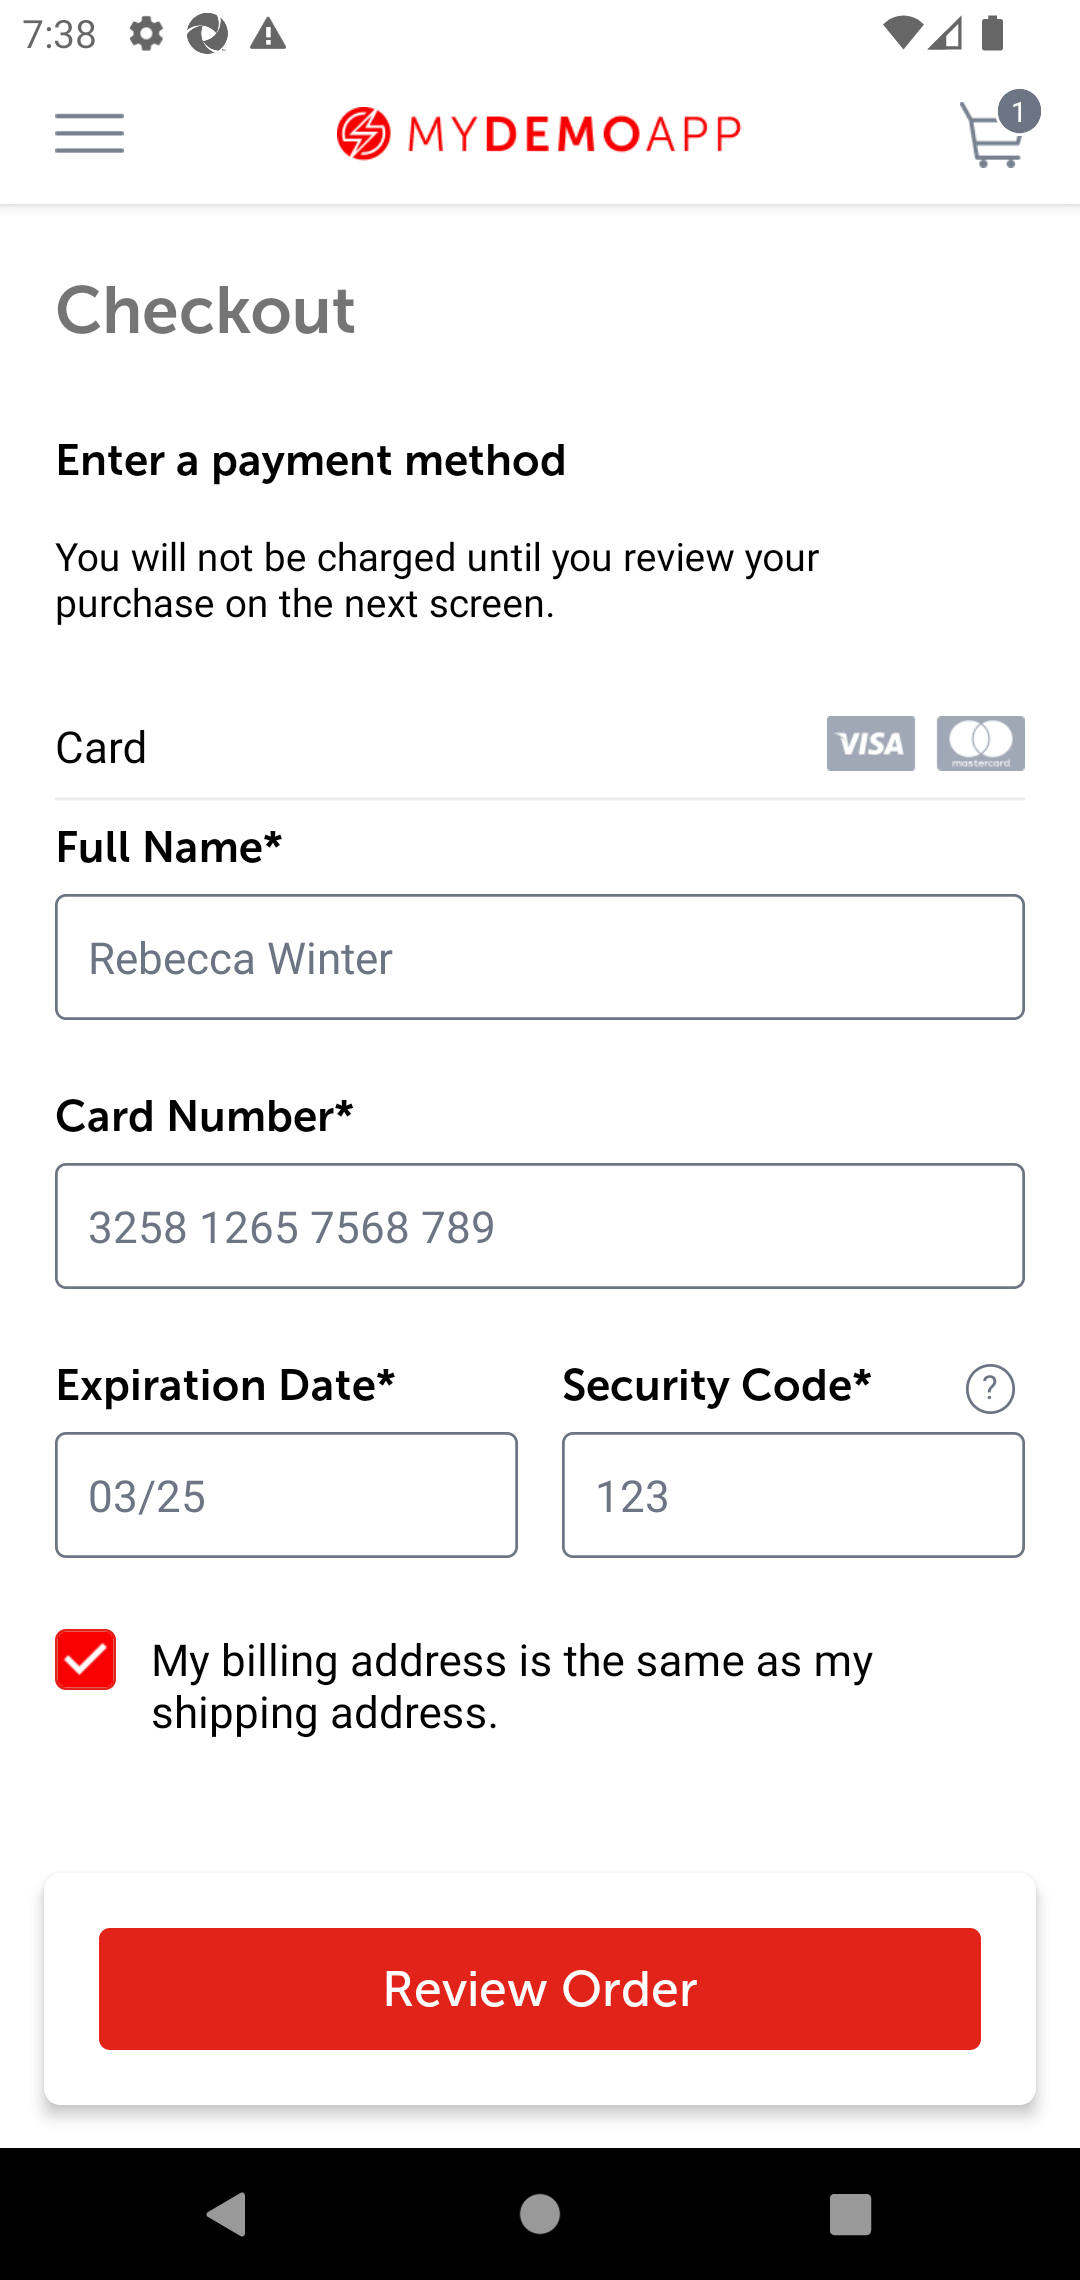 7:38
MYDEMOAPP
1
Checkout
Enter a payment method
You will not be charged until you review your
purchase on the next screen.
Card
VISA
mastercard.
Full Name*
Rebecca Winter
Card Number*
3258 1265 7568 789
Expiration Date*
Security Code*
?
03/25
123
My billing address is the same as my
shipping address.
Review Order